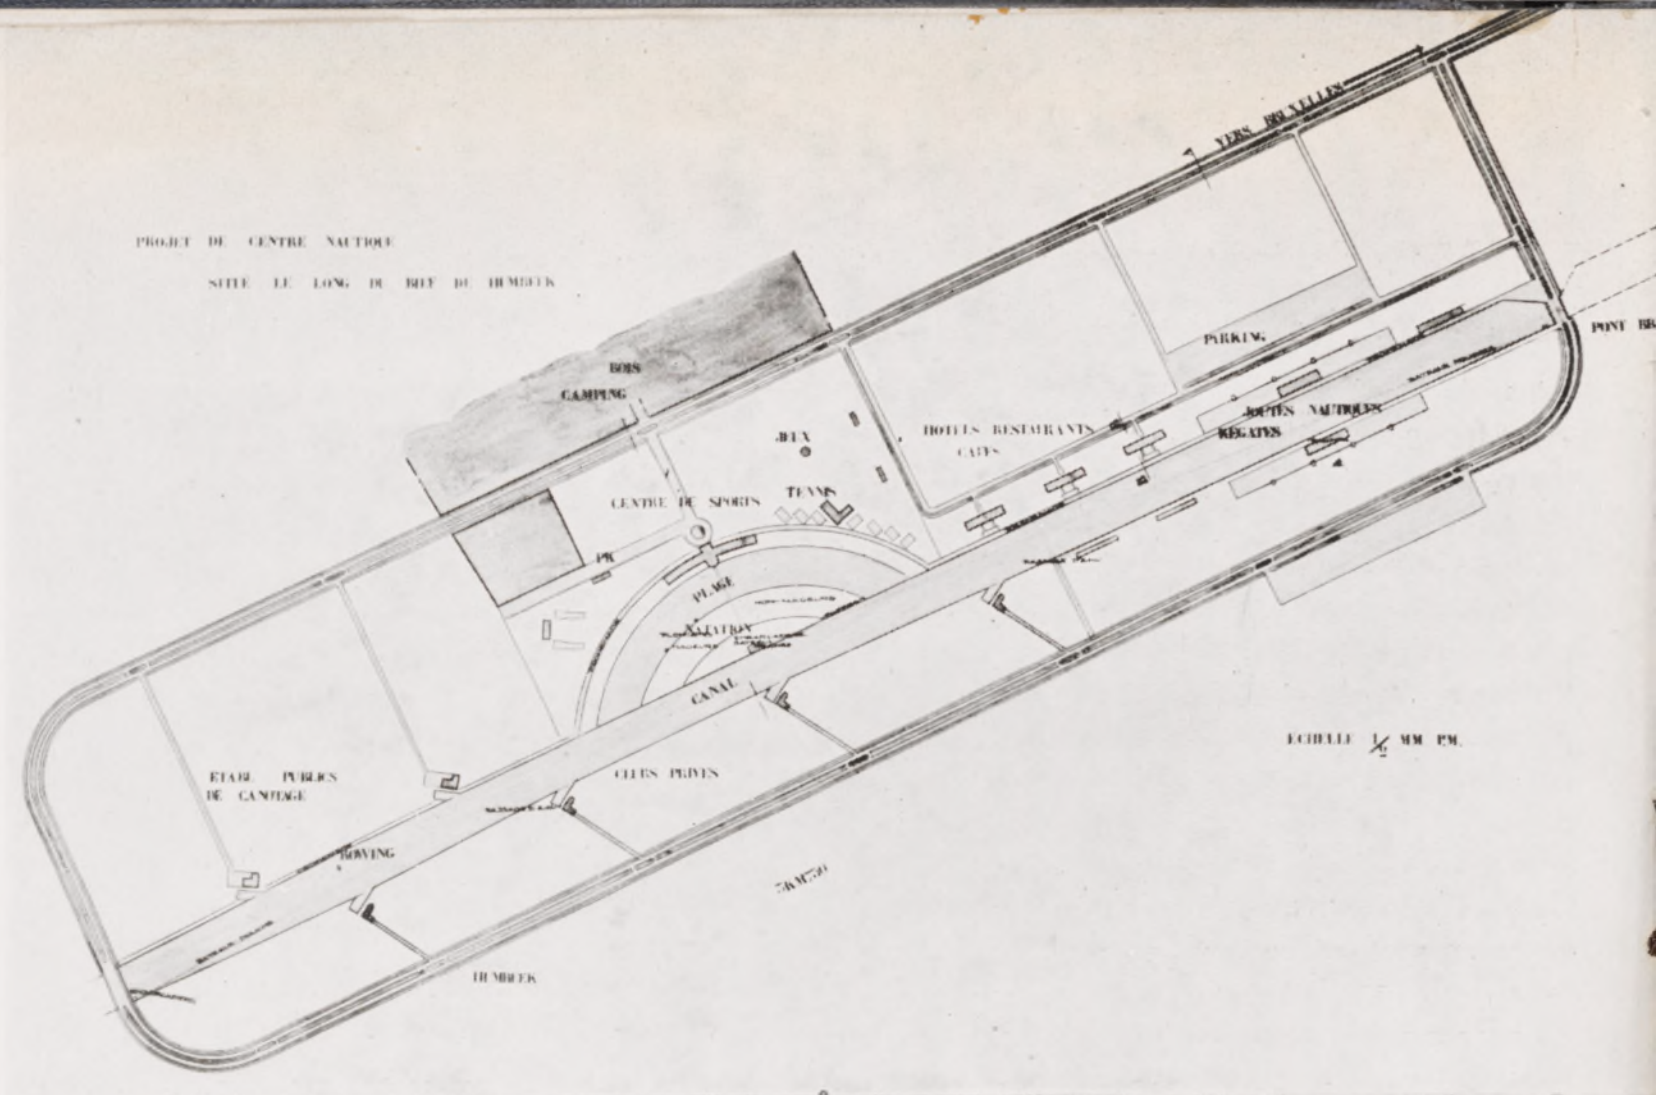 PROJET DE CENTRE NAUTIQUE
SITUE LE LONG DU BIEF DE HUMBEEK
VERS BRUXELLES
PONT
PARKING
BOIS
CAMPING
JEUX
HOTELS RESTAURANTS
CAFES
JOUTES NAUTIQUES
REGATES
CENTRE DE SPORTS
TENNIS
PK
PLAGE
NATATION
CANAL
ECHELLE MM P.M.
ETABL PUBLICS
DE CANOTAGE
CLUBS PRIVES
ROWING
HUMBEEK